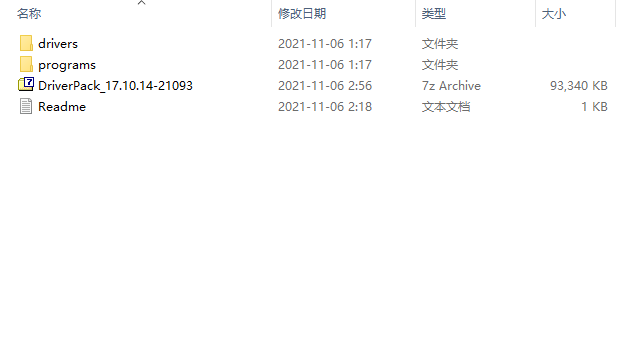 名称 修改日期 类型 大小
drivers 2021-11-06 1:17 文件夹
programs 2021-11-06 1:17 文件夹
DriverPack_17.10.14-21093 2021-11-06 2:56 7z Archive 93,340 KB
Readme 2021-11-06 2:18 文本文档 1 KB